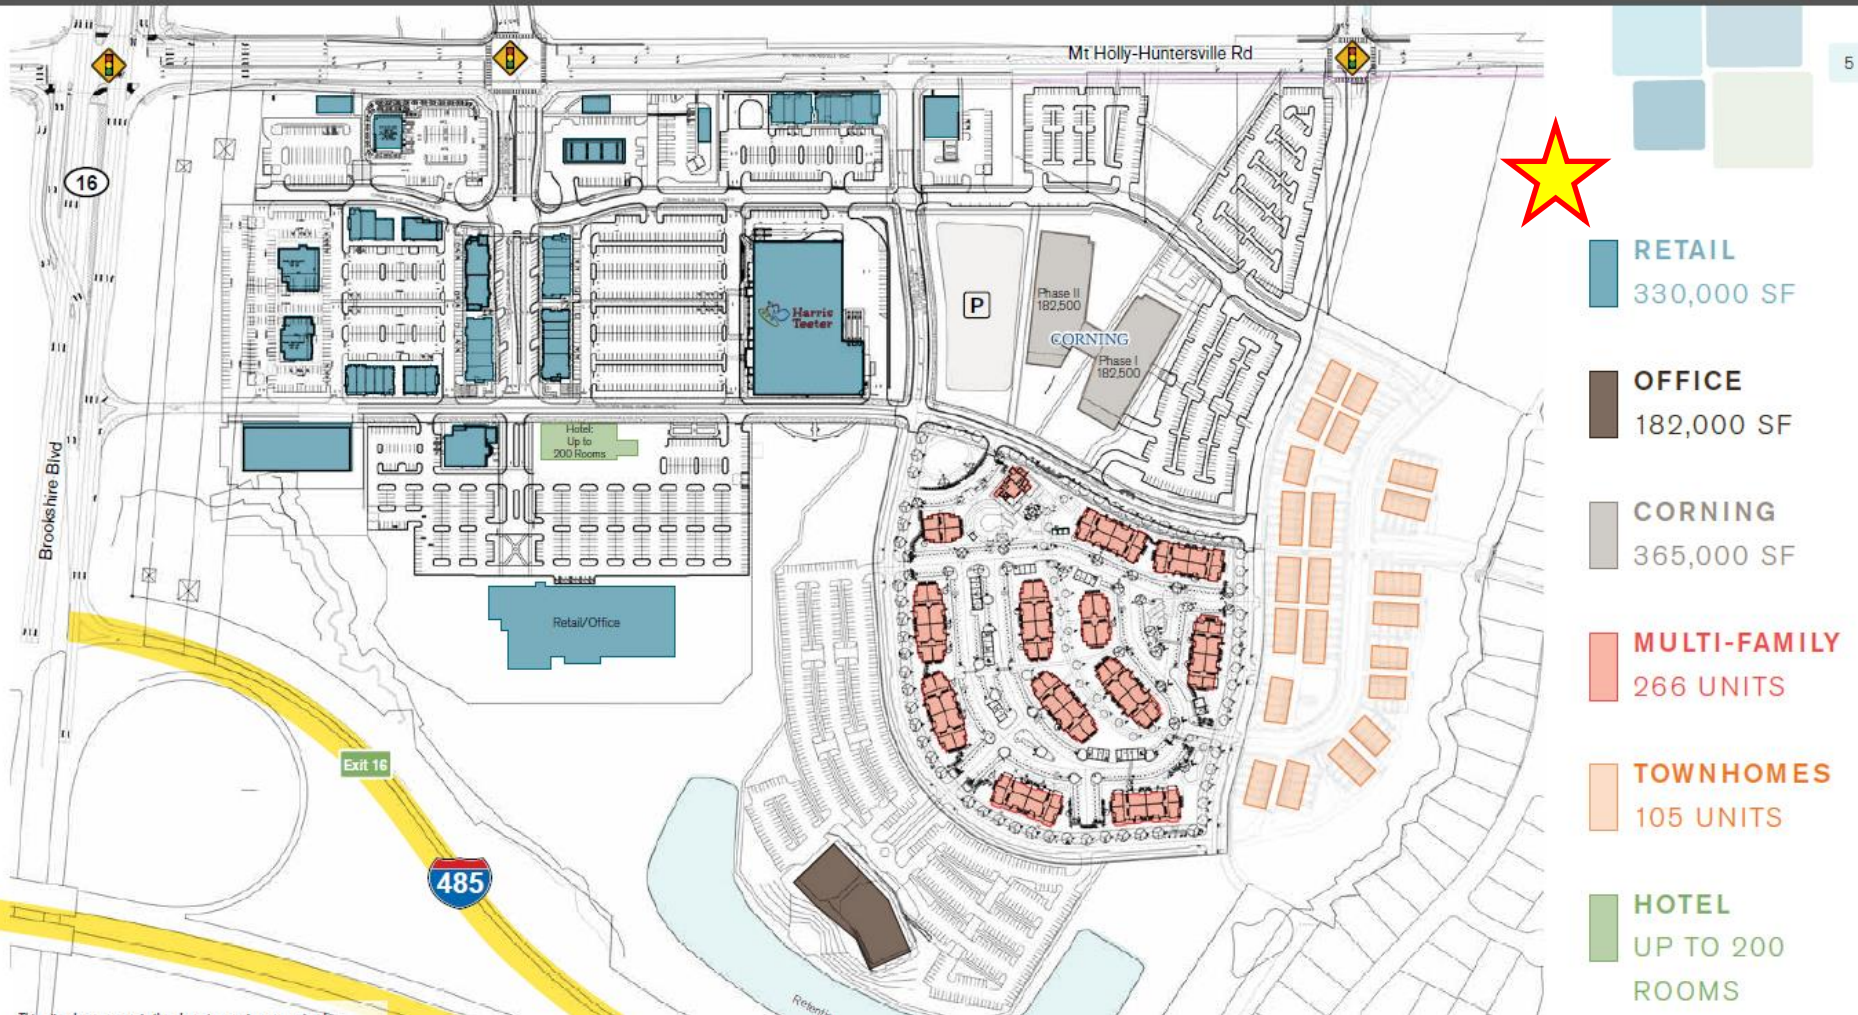 Mt Holly-Huntersville Rd
5
16
RETAIL
330,000 SF
Harris
Teeter
P
Phase II
182,500
CORNING
Phase I
182,500
OFFICE
182,000 SF
Hotel:
Up to
200 Rooms
Brookshire Blvd
CORNING
365,000 SF
Retail/Office
MULTI-FAMILY
266 UNITS
Exit 16
TOWNHOMES
105 UNITS
485
HOTEL
UP TO 200
ROOMS